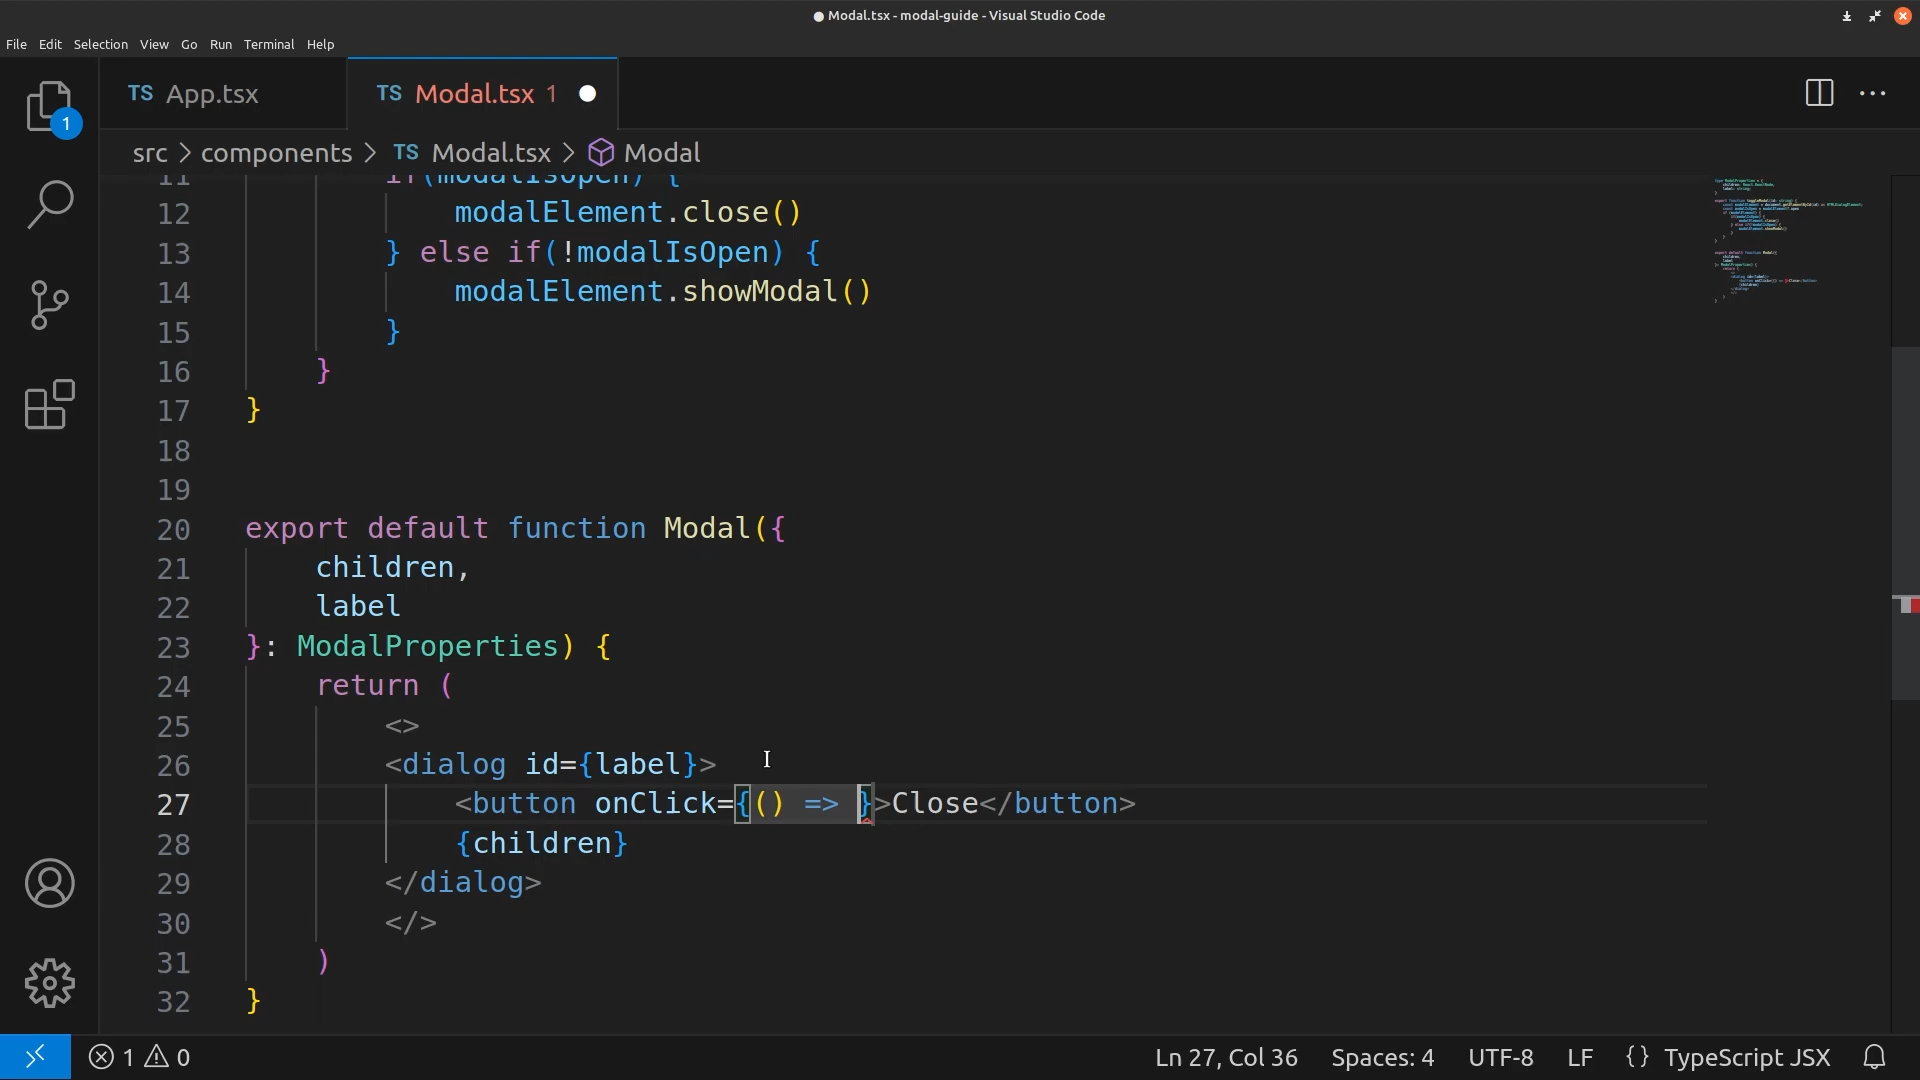 Modal.tsx - modal-guide - Visual Studio Code
File Edit Selection View Go Run Terminal Help
TS App.tsx TS Modal.tsx 1
1
src > components > TS Modal.tsx > Modal
11 if(modalIsOpen) {
12 modalElement.close()
13 } else if(!modalIsOpen) {
14 modalElement.showModal()
15 }
16 }
17 }
18
19
20 export default function Modal({
21 children,
22 label
23 }: ModalProperties) {
24 return (
25 <>
26 <dialog id={label}>
27 <button onClick={() => }>Close</button>
28 {children}
29 </dialog>
30 </>
31 )
32 }
1 0 Ln 27, Col 36 Spaces: 4 UTF-8 LF {} TypeScript JSX